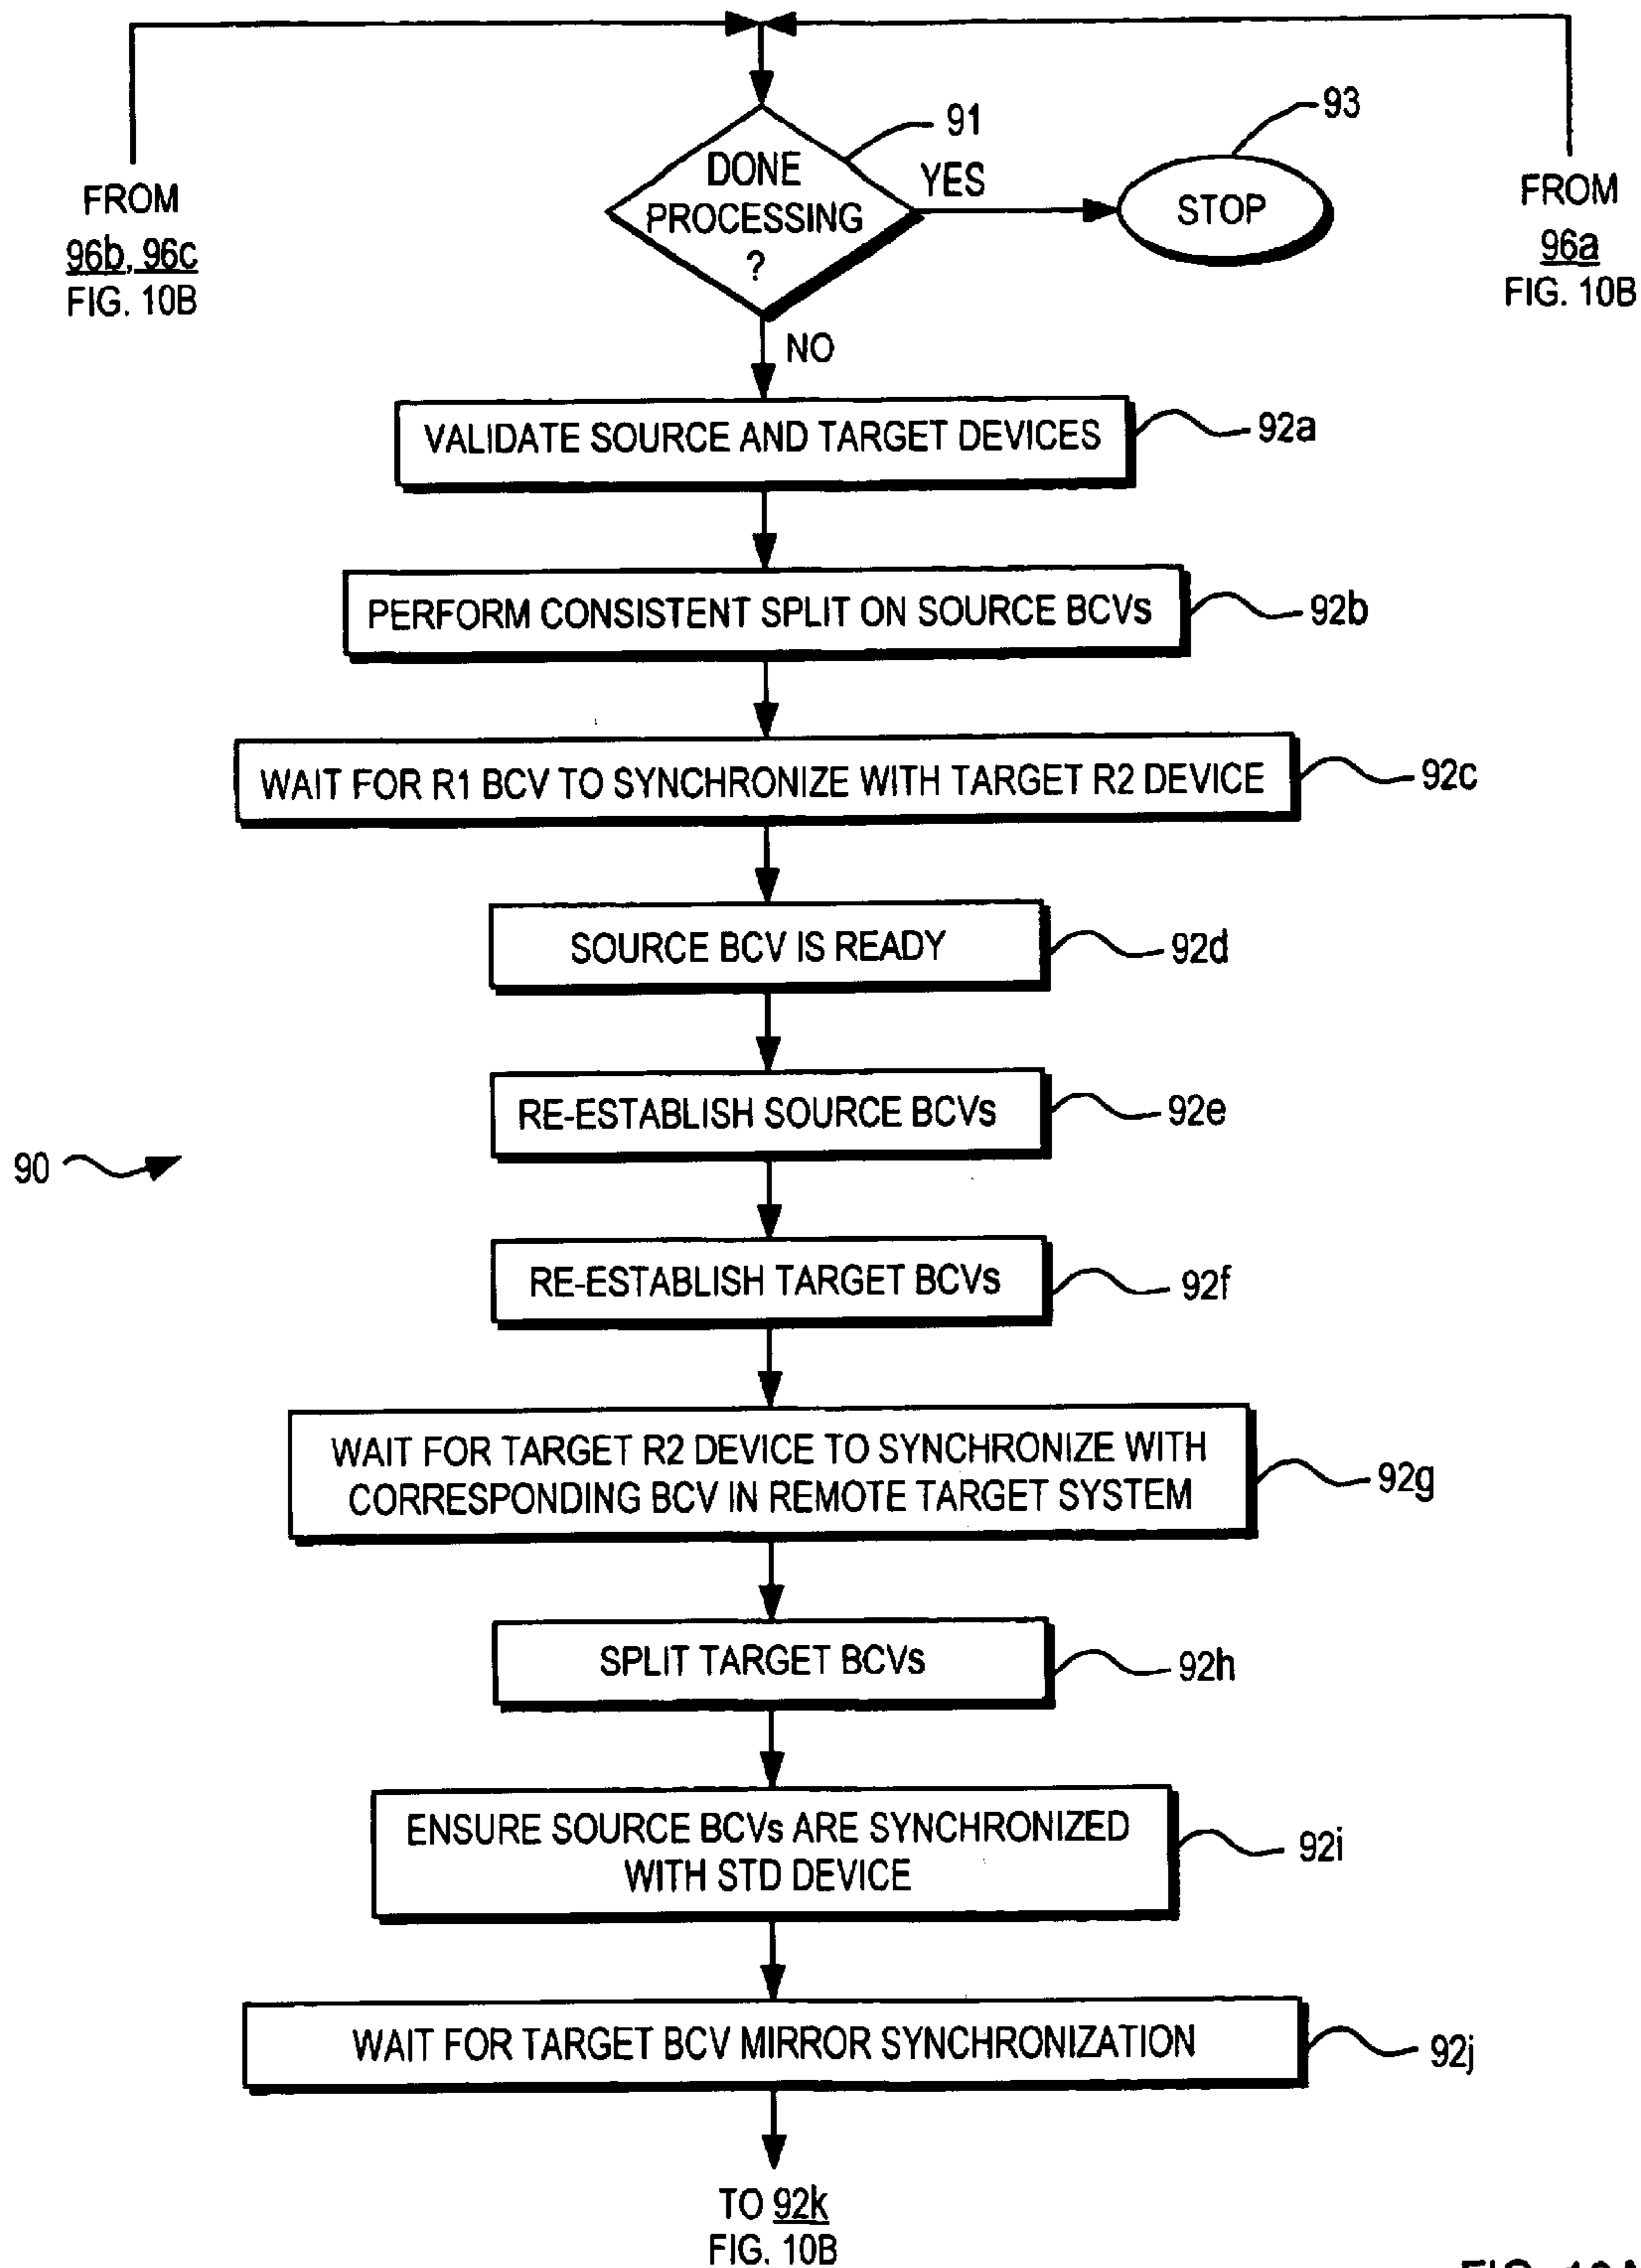 91
93
DONE
PROCESSING
?
YES
STOP
FROM
96b, 96c
FIG. 10B
FROM
96a
FIG. 10B
NO
VALIDATE SOURCE AND TARGET DEVICES
92a
PERFORM CONSISTENT SPLIT ON SOURCE BCVs
92b
WAIT FOR R1 BCV TO SYNCHRONIZE WITH TARGET R2 DEVICE
92c
SOURCE BCV IS READY
92d
RE-ESTABLISH SOURCE BCVs
92e
90
RE-ESTABLISH TARGET BCVs
92f
WAIT FOR TARGET R2 DEVICE TO SYNCHRONIZE WITH
CORRESPONDING BCV IN REMOTE TARGET SYSTEM
92g
SPLIT TARGET BCVs
92h
ENSURE SOURCE BCVs ARE SYNCHRONIZED
WITH STD DEVICE
92i
WAIT FOR TARGET BCV MIRROR SYNCHRONIZATION
92j
TO 92k
FIG. 10B